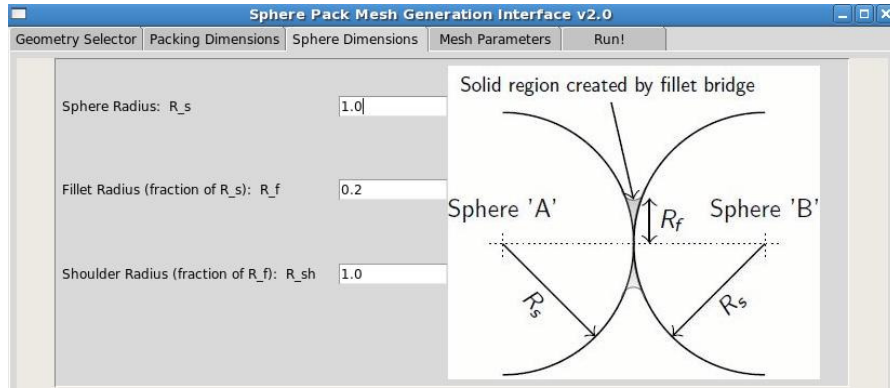 Sphere Pack Mesh Generation Interface v2.0
Geometry Selector Packing Dimensions Sphere Dimensions Mesh Parameters Run!
Solid region created by fillet bridge
Sphere Radius: R_s 1.0
Fillet Radius (fraction of R_s): R_f 0.2
Sphere 'A' R_f Sphere 'B'
Shoulder Radius (fraction of R_f): R_sh 1.0
R_s R_s